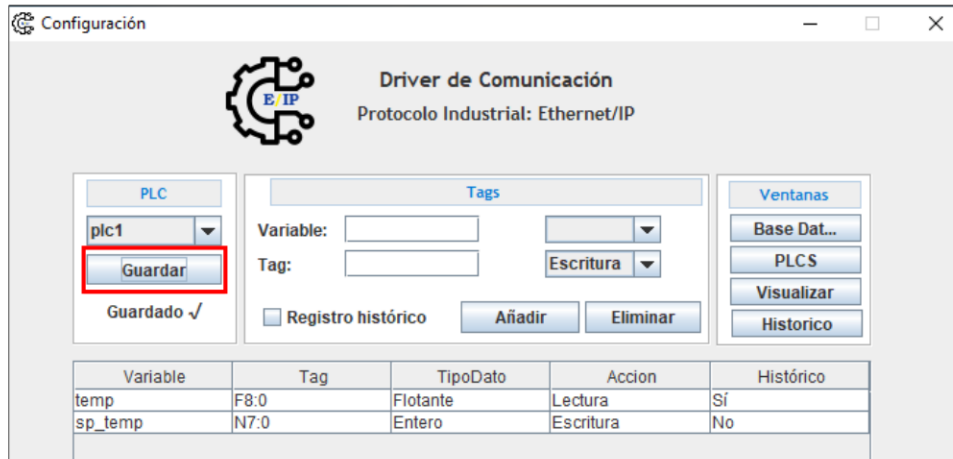 Configuración
E/IP
Driver de Comunicación
Protocolo Industrial: Ethernet/IP
PLC
plc1
Guardar
Guardado √
Tags
Variable:
Tag:
Escritura
Registro histórico
Añadir
Eliminar
Ventanas
Base Dat...
PLCS
Visualizar
Historico
Variable Tag TipoDato Accion Histórico
temp F8:0 Flotante Lectura Sí
sp_temp N7:0 Entero Escritura No